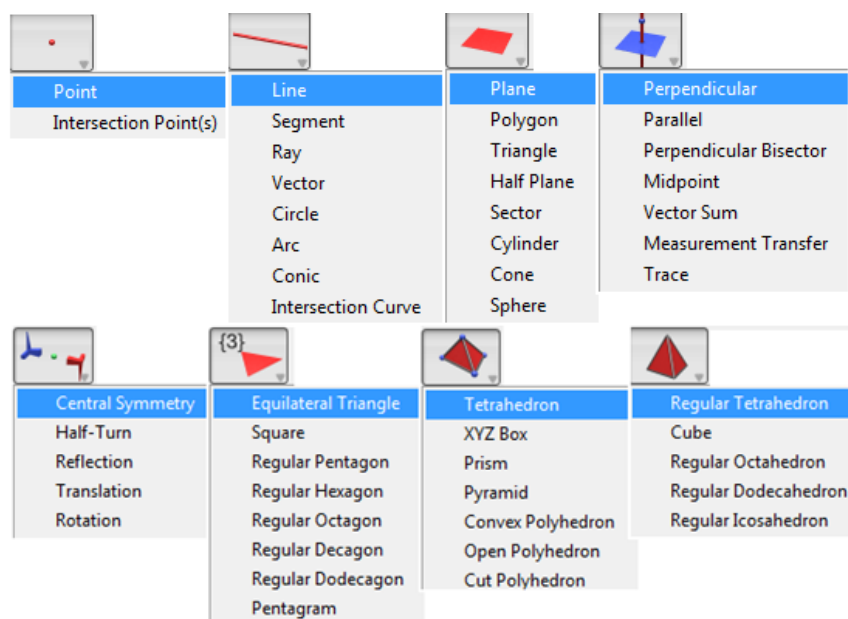 Point
Intersection Point(s)
Line
Segment
Ray
Vector
Circle
Arc
Conic
Intersection Curve
Plane
Polygon
Triangle
Half Plane
Sector
Cylinder
Cone
Sphere
Perpendicular
Parallel
Perpendicular Bisector
Midpoint
Vector Sum
Measurement Transfer
Trace
Central Symmetry
Half-Turn
Reflection
Translation
Rotation
{3}
Equilateral Triangle
Square
Regular Pentagon
Regular Hexagon
Regular Octagon
Regular Decagon
Regular Dodecagon
Pentagram
Tetrahedron
XYZ Box
Prism
Pyramid
Convex Polyhedron
Open Polyhedron
Cut Polyhedron
Regular Tetrahedron
Cube
Regular Octahedron
Regular Dodecahedron
Regular Icosahedron